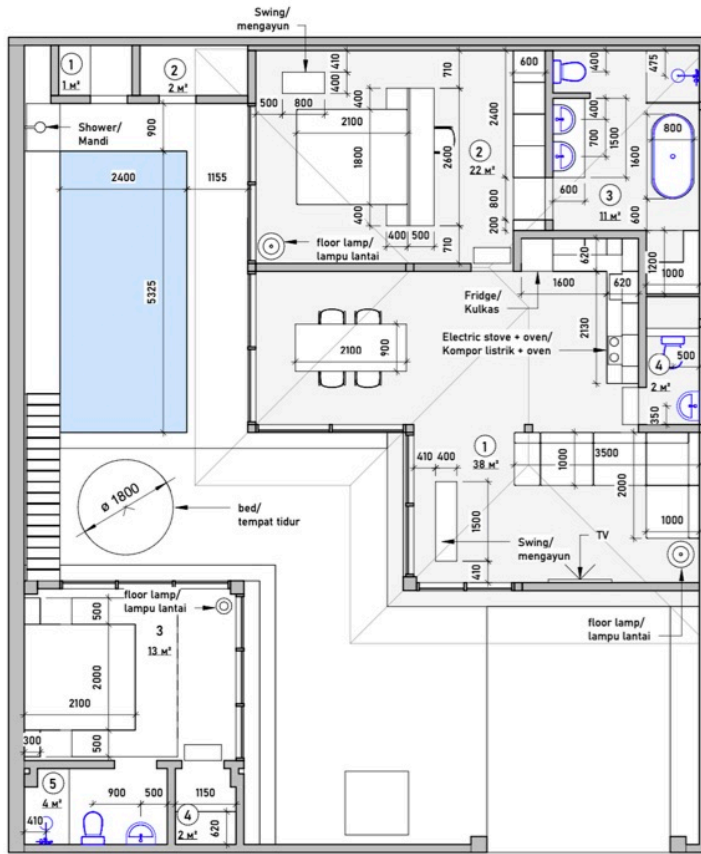 Swing/
mengayun
1
1 м²
2
2 м²
410
400
500
800
710
600
400
475
Shower/
Mandi
900
400
2100
2400
400
700
1500
800
2400
1155
1800
2600
2
22 м²
1600
600
3
11 м²
800
600
400
400
500
200
710
floor lamp/
lampu lantai
5325
620
1200
1000
Fridge/
Kulkas
1600
620
Electric stove + oven/
Kompor listrik + oven
2130
2100
900
4
2 м²
500
350
1
38 м²
410
400
1000
3500
2000
ø 1800
bed/
tempat tidur
1500
1000
Swing/
mengayun
TV
410
floor lamp/
lampu lantai
floor lamp/
lampu lantai
500
3
13 м²
2000
2100
300
500
5
4 м²
900
500
1150
410
4
2 м²
620